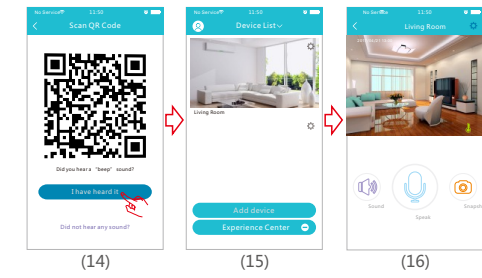 No Service 11:50
Scan QR Code
Did you hear a "beep" sound?
I have heard it
Did not hear any sound?
(14)
No Service 11:50
Device List
Living Room
Add device
Experience Center
(15)
No Service 11:50
Living Room
Sound
Speak
Snapsh
(16)